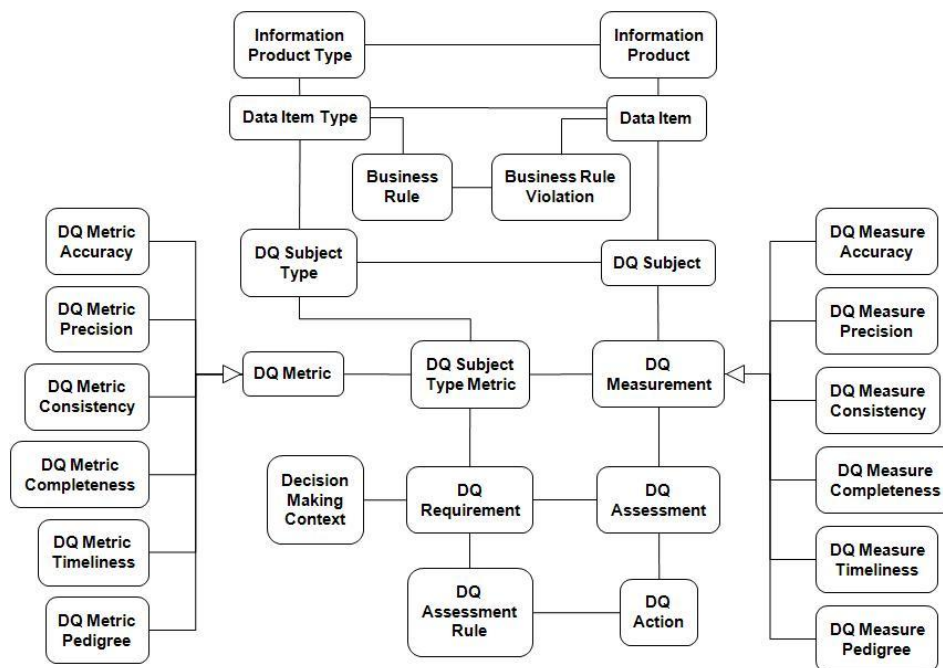 Information
Product Type
Information
Product
Data Item Type
Data Item
Business
Rule
Business Rule
Violation
DQ Metric
Accuracy
DQ Subject
Type
DQ Subject
DQ Measure
Accuracy
DQ Metric
Precision
DQ Measure
Precision
DQ Metric
DQ Subject
Type Metric
DQ
Measurement
DQ Metric
Consistency
DQ Measure
Consistency
DQ Metric
Completeness
Decision
Making
Context
DQ
Requirement
DQ
Assessment
DQ Measure
Completeness
DQ Metric
Timeliness
DQ Measure
Timeliness
DQ Metric
Pedigree
DQ
Assessment
Rule
DQ
Action
DQ Measure
Pedigree